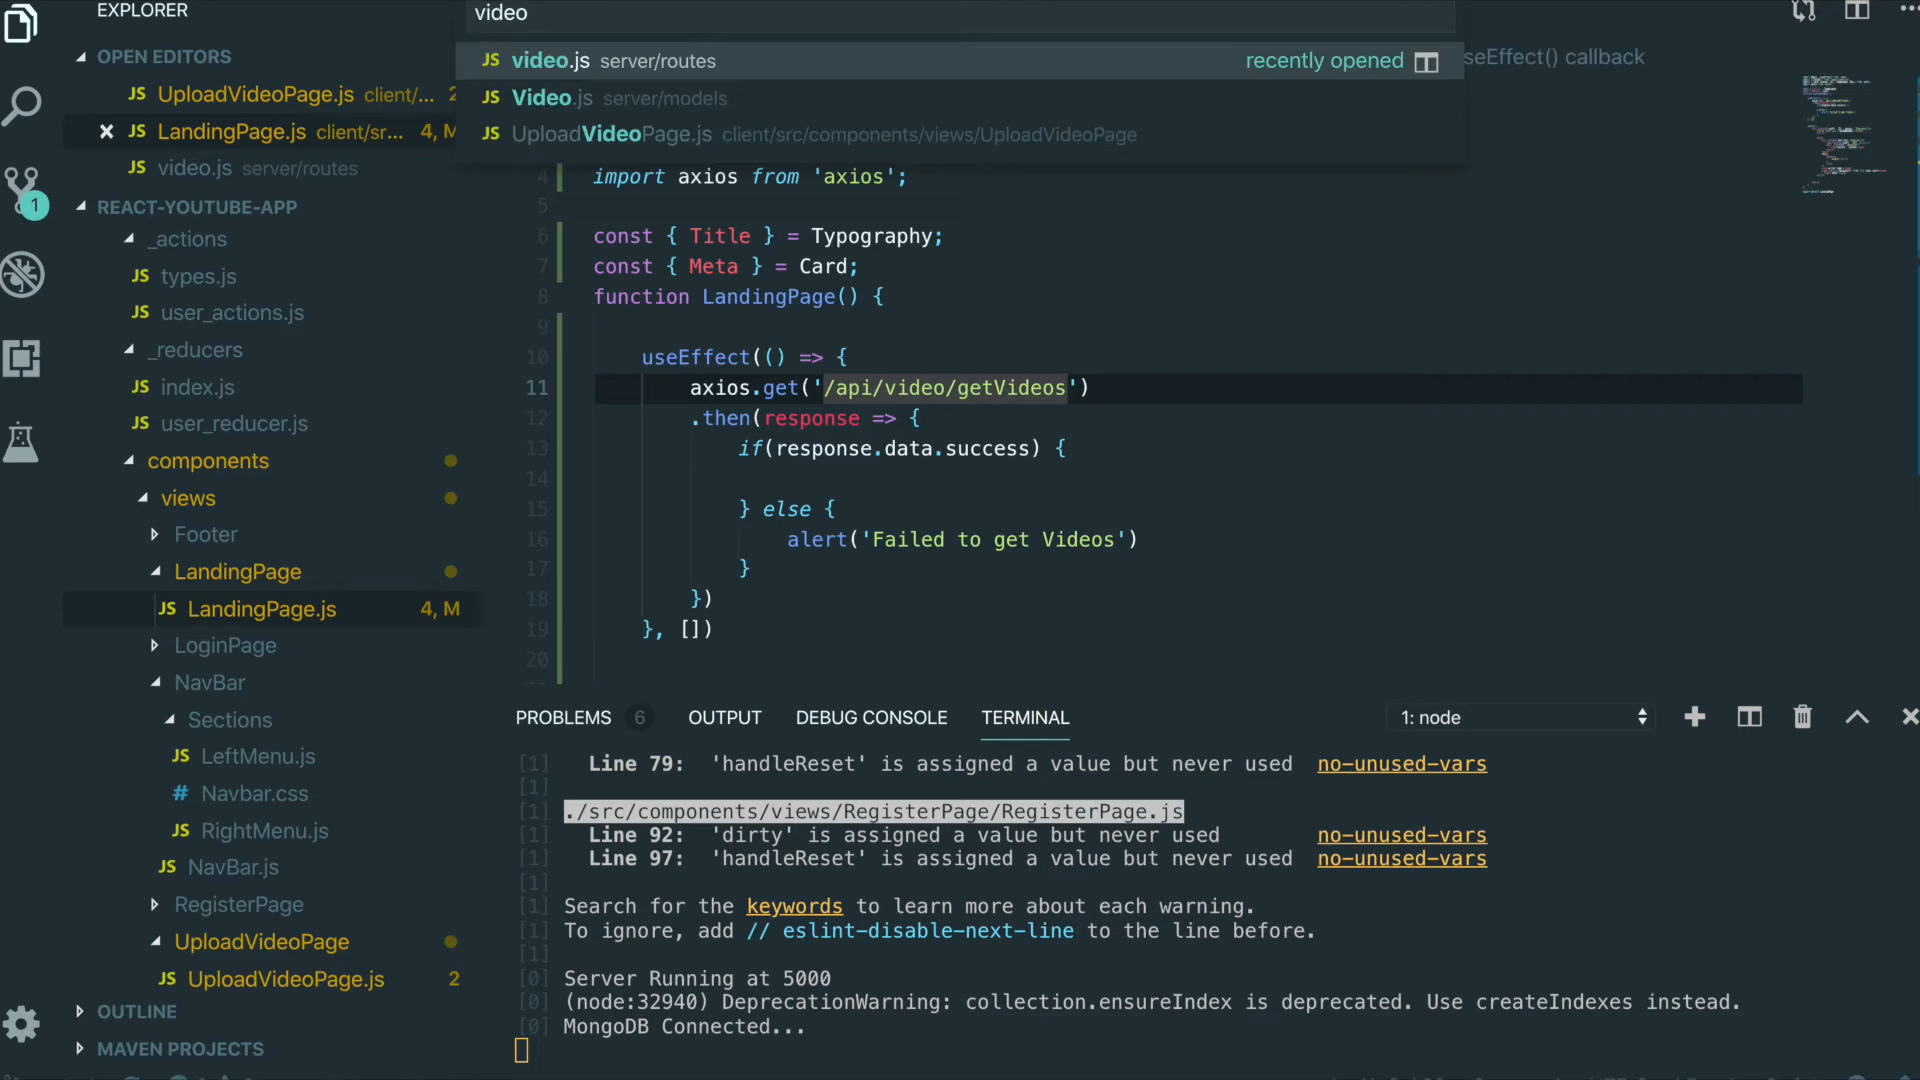 EXPLORER
OPEN EDITORS
JS UploadVideoPage.js client/... 2
JS LandingPage.js client/sr... 4, M
JS video.js server/routes
REACT-YOUTUBE-APP
_actions
JS types.js
JS user_actions.js
_reducers
JS index.js
JS user_reducer.js
components
views
Footer
LandingPage
JS LandingPage.js 4, M
LoginPage
NavBar
Sections
JS LeftMenu.js
# Navbar.css
JS RightMenu.js
JS NavBar.js
RegisterPage
UploadVideoPage
JS UploadVideoPage.js 2
OUTLINE
MAVEN PROJECTS
1
video
JS video.js server/routes recently opened
JS Video.js server/models
JS UploadVideoPage.js client/src/components/views/UploadVideoPage
seEffect() callback
4 import axios from 'axios';
5
6 const { Title } = Typography;
7 const { Meta } = Card;
8 function LandingPage() {
9
10 useEffect(() => {
11 axios.get('/api/video/getVideos')
12 .then(response => {
13 if(response.data.success) {
14
15 } else {
16 alert('Failed to get Videos')
17 }
18 })
19 }, [])
20
PROBLEMS 6 OUTPUT DEBUG CONSOLE TERMINAL 1: node
[1] Line 79: 'handleReset' is assigned a value but never used no-unused-vars
[1]
[1] ./src/components/views/RegisterPage/RegisterPage.js
[1] Line 92: 'dirty' is assigned a value but never used no-unused-vars
[1] Line 97: 'handleReset' is assigned a value but never used no-unused-vars
[1]
[1] Search for the keywords to learn more about each warning.
[1] To ignore, add // eslint-disable-next-line to the line before.
[1]
[0] Server Running at 5000
[0] (node:32940) DeprecationWarning: collection.ensureIndex is deprecated. Use createIndexes instead.
[0] MongoDB Connected...